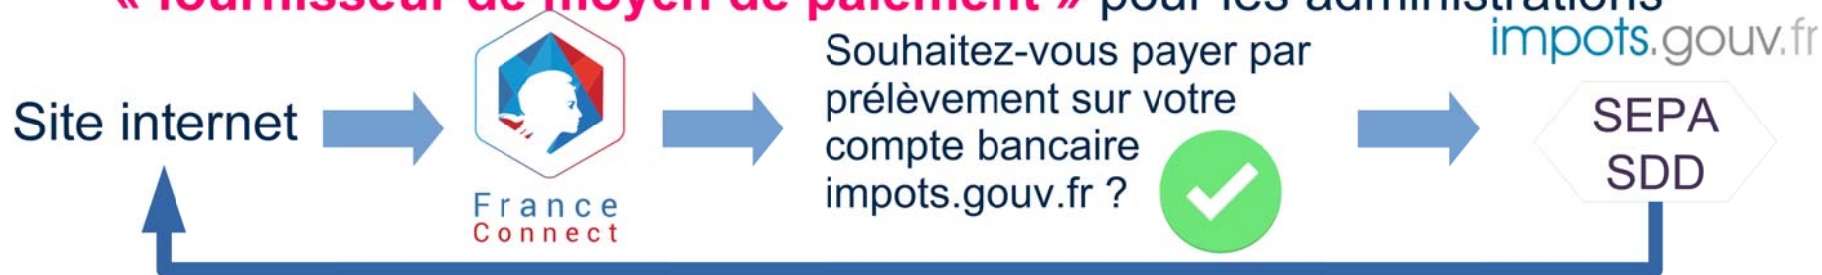 « fournisseur de moyen de paiement » pour les administrations
impots.gouv.fr
Site internet
France
Connect
Souhaitez-vous payer par
prélèvement sur votre
compte bancaire
impots.gouv.fr ?
SEPA
SDD